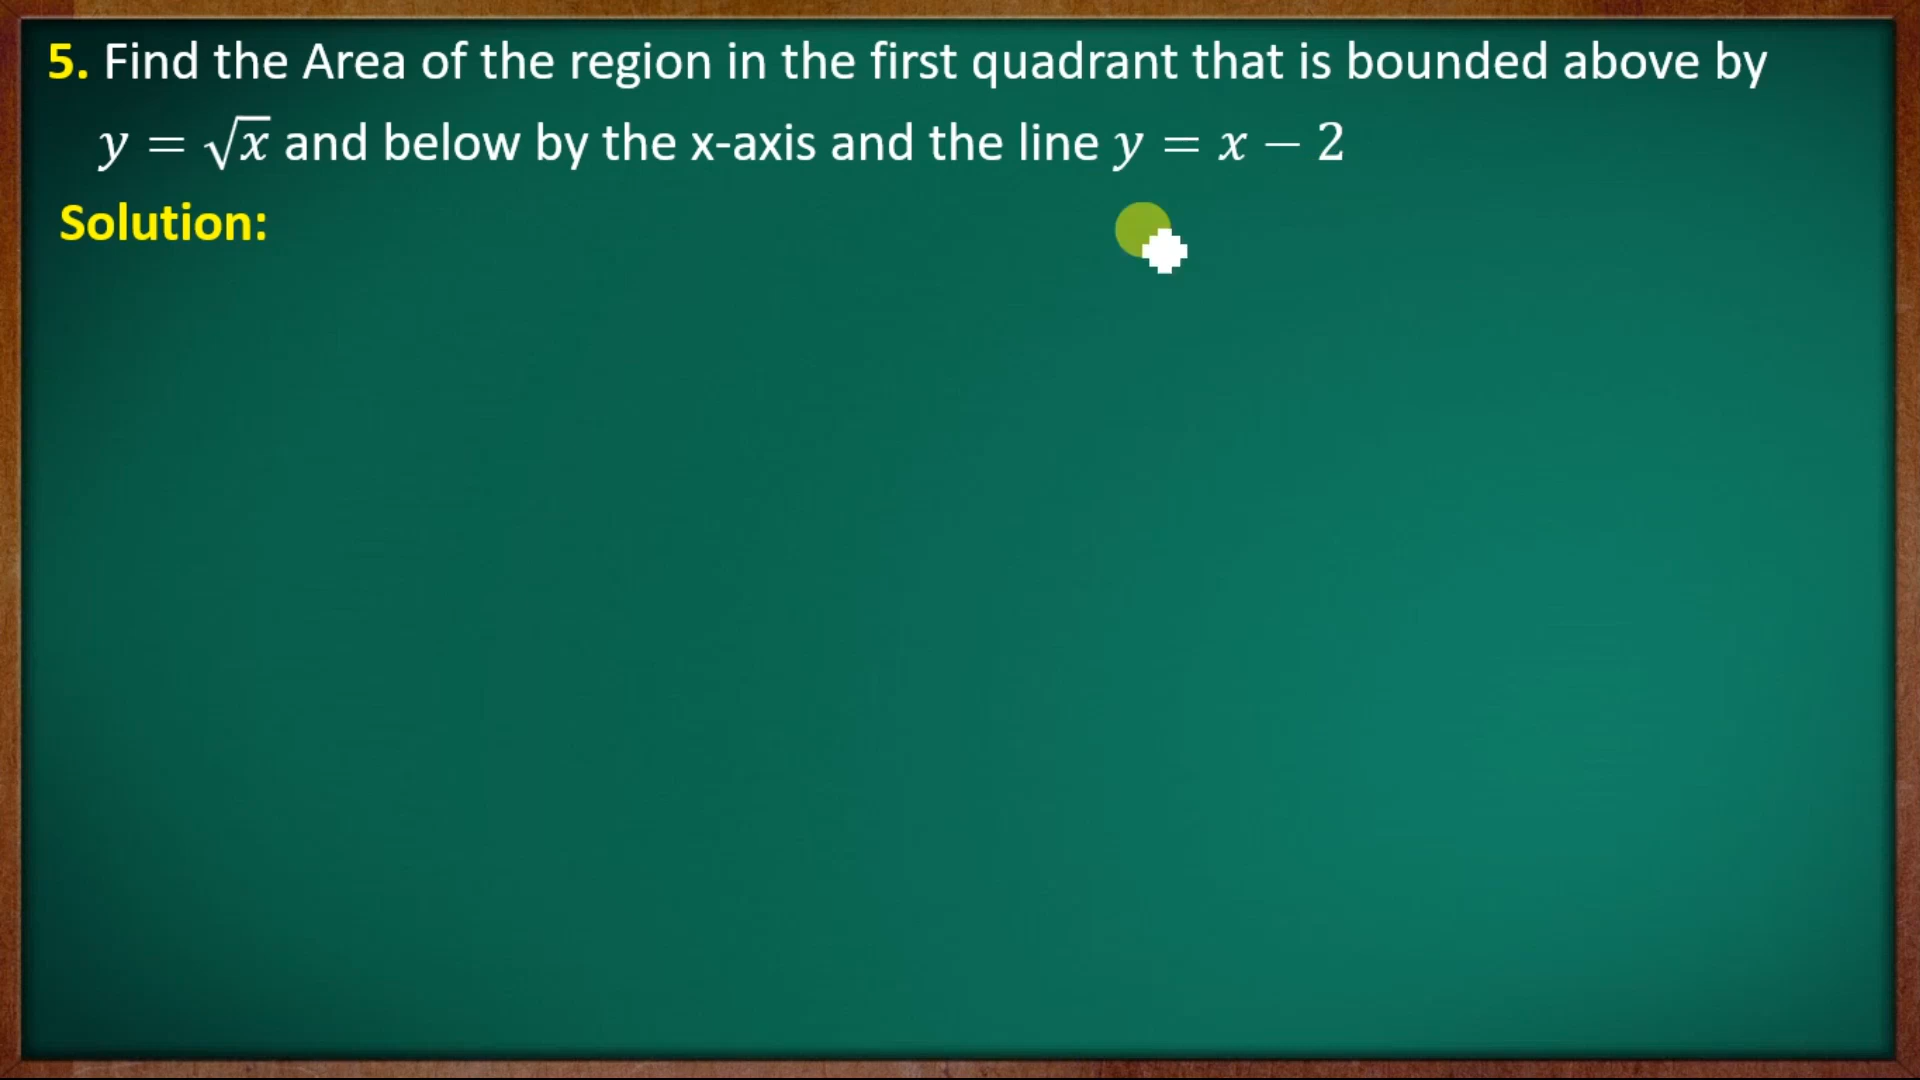 5. Find the Area of the region in the first quadrant that is bounded above by
y = √x and below by the x-axis and the line y = x − 2
Solution: